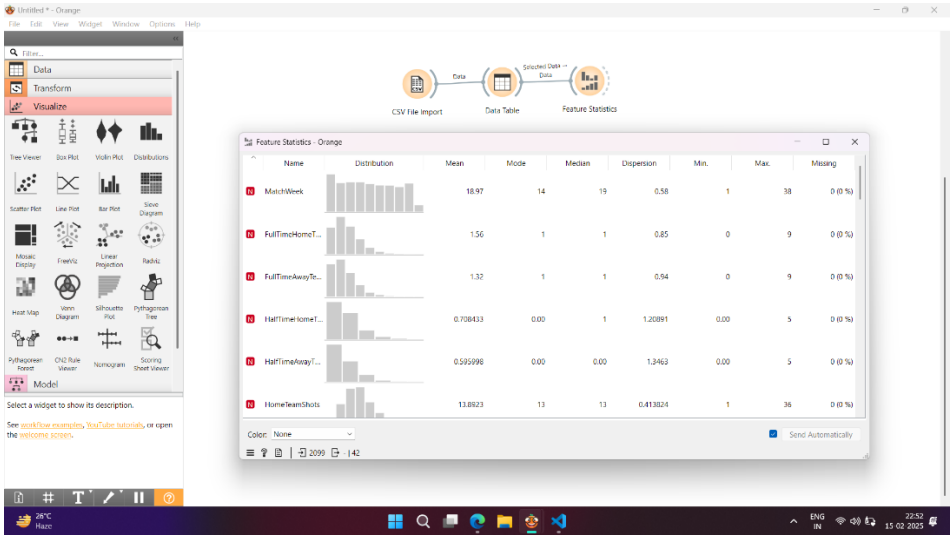 Untitled * - Orange
File Edit View Widget Window Options Help
Filter...
Data
Transform
Visualize
Tree Viewer Box Plot Violin Plot Distributions
Scatter Plot Line Plot Bar Plot Sieve Diagram
Mosaic Display FreeViz Linear Projection Radviz
Heat Map Venn Diagram Silhouette Plot Pythagorean Tree
Pythagorean Forest CN2 Rule Viewer Nomogram Scoring Sheet Viewer
Model
Select a widget to show its description.
See workflow examples, YouTube tutorials, or open
the welcome screen.
Data
Selected Data →
Data
CSV File Import Data Table Feature Statistics
Feature Statistics - Orange
Name Distribution Mean Mode Median Dispersion Min. Max. Missing
N MatchWeek 18.97 14 19 0.58 1 38 0 (0 %)
N FullTimeHomeT... 1.56 1 1 0.85 0 9 0 (0 %)
N FullTimeAwayTe... 1.32 1 1 0.94 0 9 0 (0 %)
N HalfTimeHomeT... 0.708433 0.00 1 1.20891 0.00 5 0 (0 %)
N HalfTimeAwayT... 0.595998 0.00 0.00 1.3463 0.00 5 0 (0 %)
N HomeTeamShots 13.8923 13 13 0.413824 1 36 0 (0 %)
Color: None Send Automatically
2099 - | 42
26°C
Haze
ENG
IN
22:52
15-02-2025